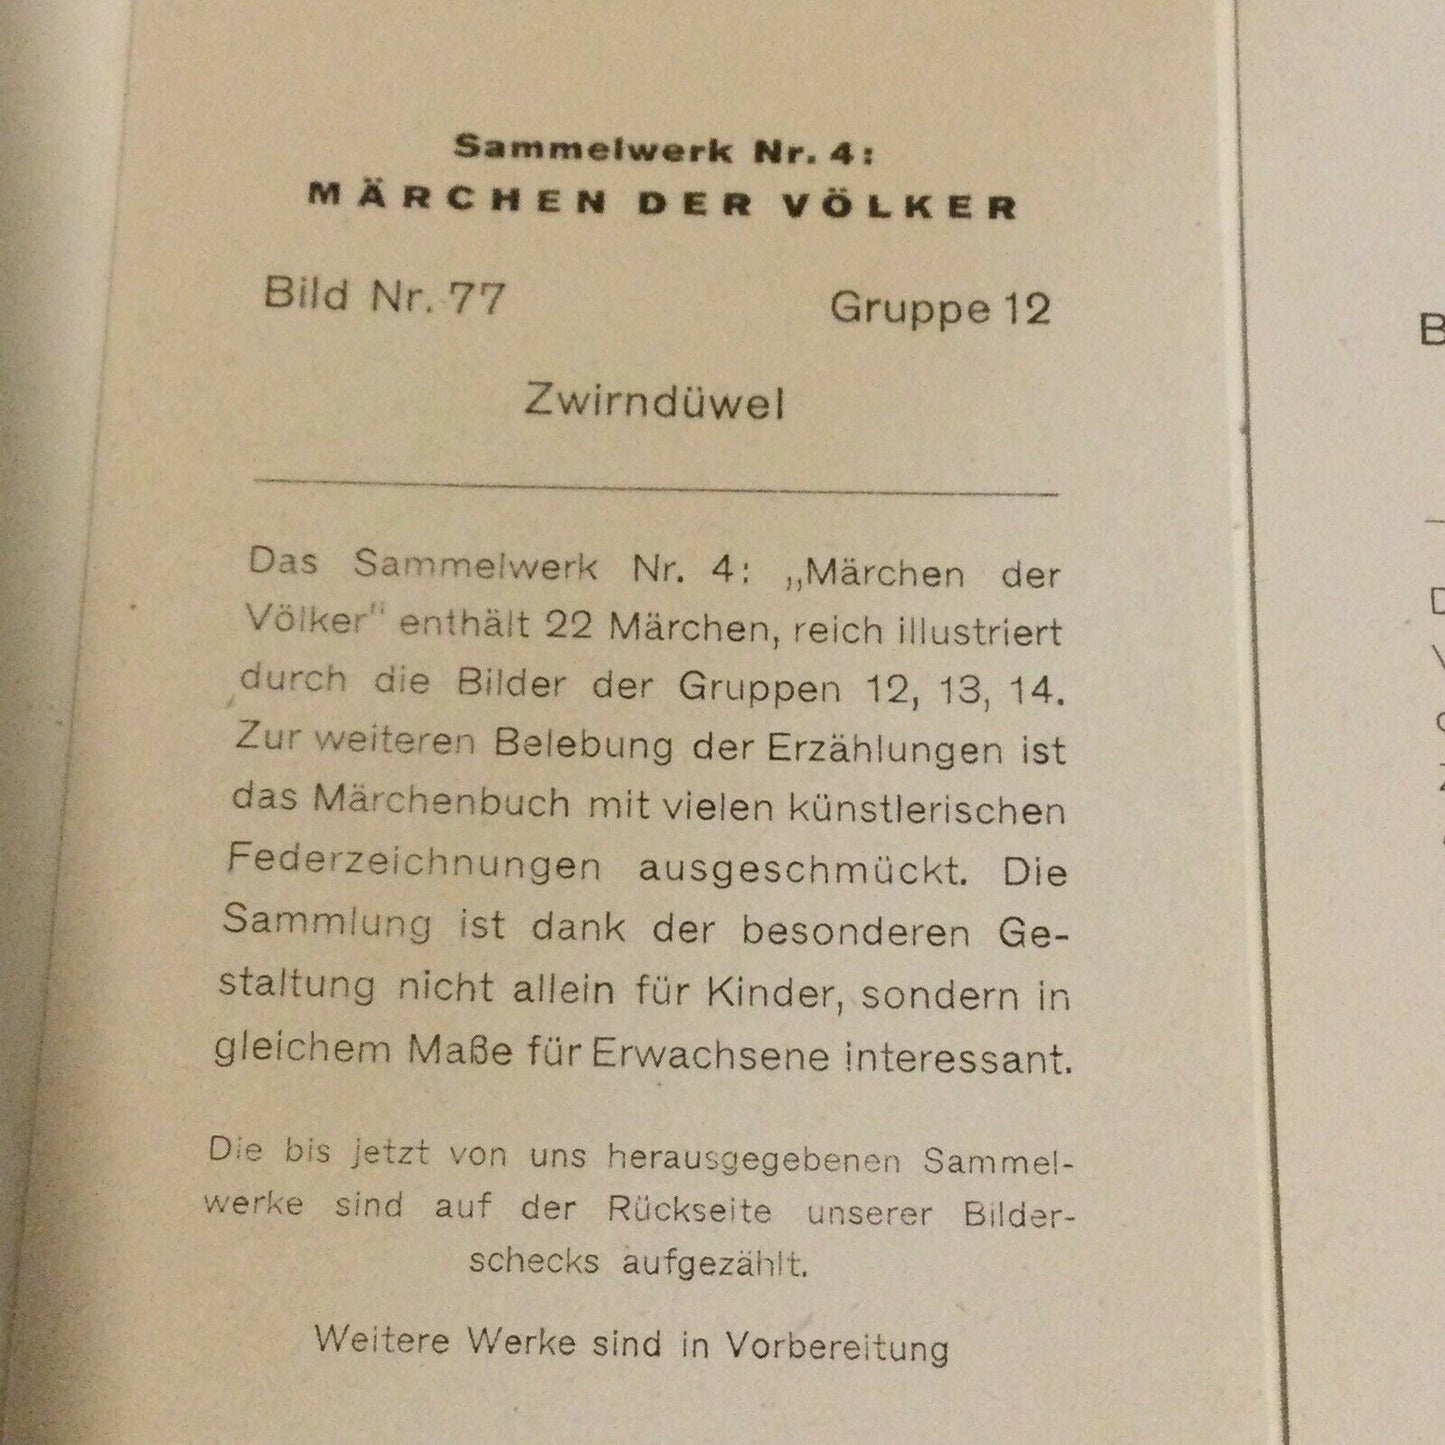 Sammelwerk Nr. 4:
MÄRCHEN DER VÖLKER
Bild Nr. 77 Gruppe 12
Zwirndüwel
Das Sammelwerk Nr. 4: „Märchen der
Völker" enthält 22 Märchen, reich illustriert
durch die Bilder der Gruppen 12, 13, 14.
Zur weiteren Belebung der Erzählungen ist
das Märchenbuch mit vielen künstlerischen
Federzeichnungen ausgeschmückt. Die
Sammlung ist dank der besonderen Ge-
staltung nicht allein für Kinder, sondern in
gleichem Maße für Erwachsene interessant.
Die bis jetzt von uns herausgegebenen Sammel-
werke sind auf der Rückseite unserer Bilder-
schecks aufgezählt.
Weitere Werke sind in Vorbereitung